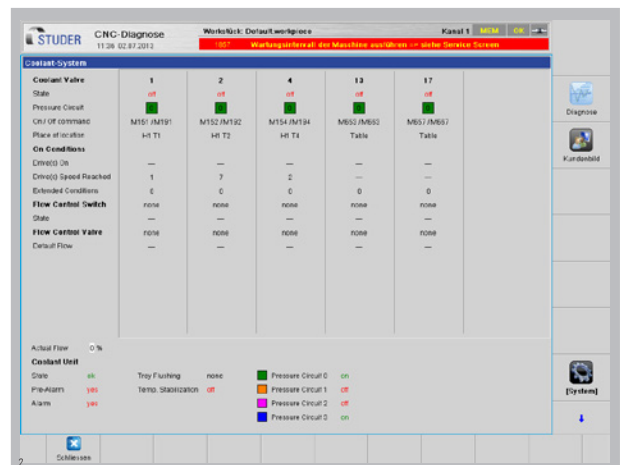 STUDER CNC-Diagnose Werkstück: Default.workpiece Kanal 1 MEM OK
11:36 02.07.2013 1087 Wartungsintervall der Maschine ausführen => siehe Service Screen
Coolant-System
Coolant Valve 1 2 4 13 17
State off off off off off
Pressure Circuit 0 0 0 0 0
On / Off command M151 /M191 M152 /M192 M154 /M194 M663 /M667 /M667
Place of location H1 T1 H1 T2 H1 T4 Table Table
On Conditions
Drive(s) On — — — — —
Drive(s) Speed Reached 1 7 2 — —
Extended Conditions 0 0 0 0 0
Flow Control Switch none none none none none
State — — — — —
Flow Control Valve none none none none none
Default Flow — — — — —
Actual Flow 0 %
Coolant Unit
State ok Tray Flushing none Pressure Circuit 0 on
Pre-Alarm yes Temp. Stabilization off Pressure Circuit 1 off
Alarm yes Pressure Circuit 2 off
Pressure Circuit 3 on
Diagnose
Kundenbild
[System]
Schliessen
2